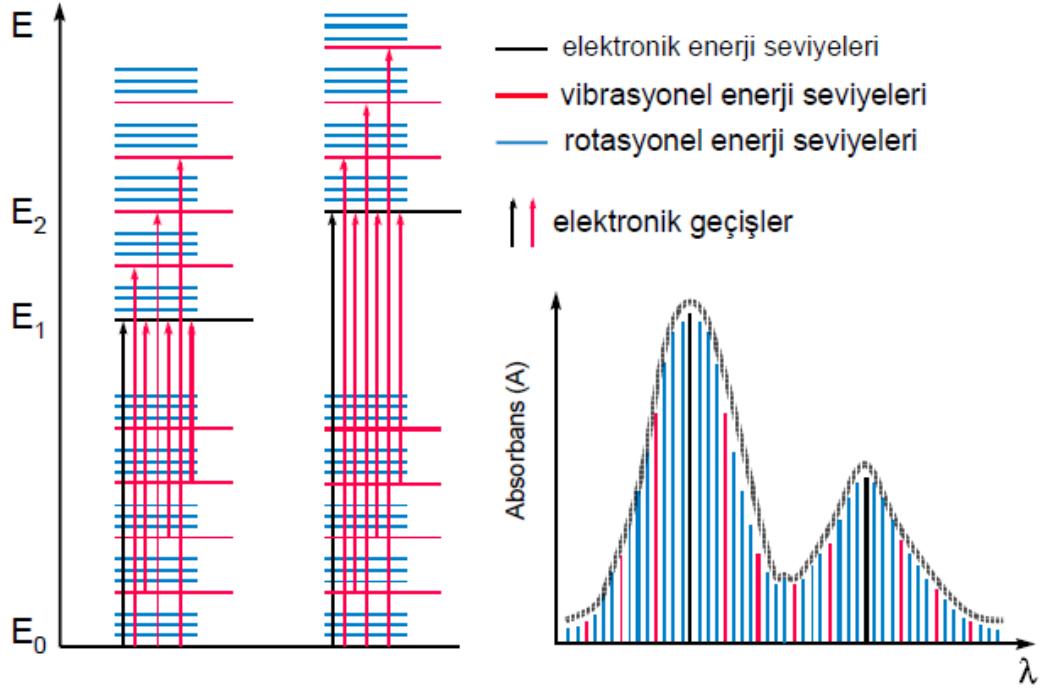 E
elektronik enerji seviyeleri
vibrasyonel enerji seviyeleri
rotasyonel enerji seviyeleri
E₂
elektronik geçişler
E₁
Absorbans (A)
E₀
λ